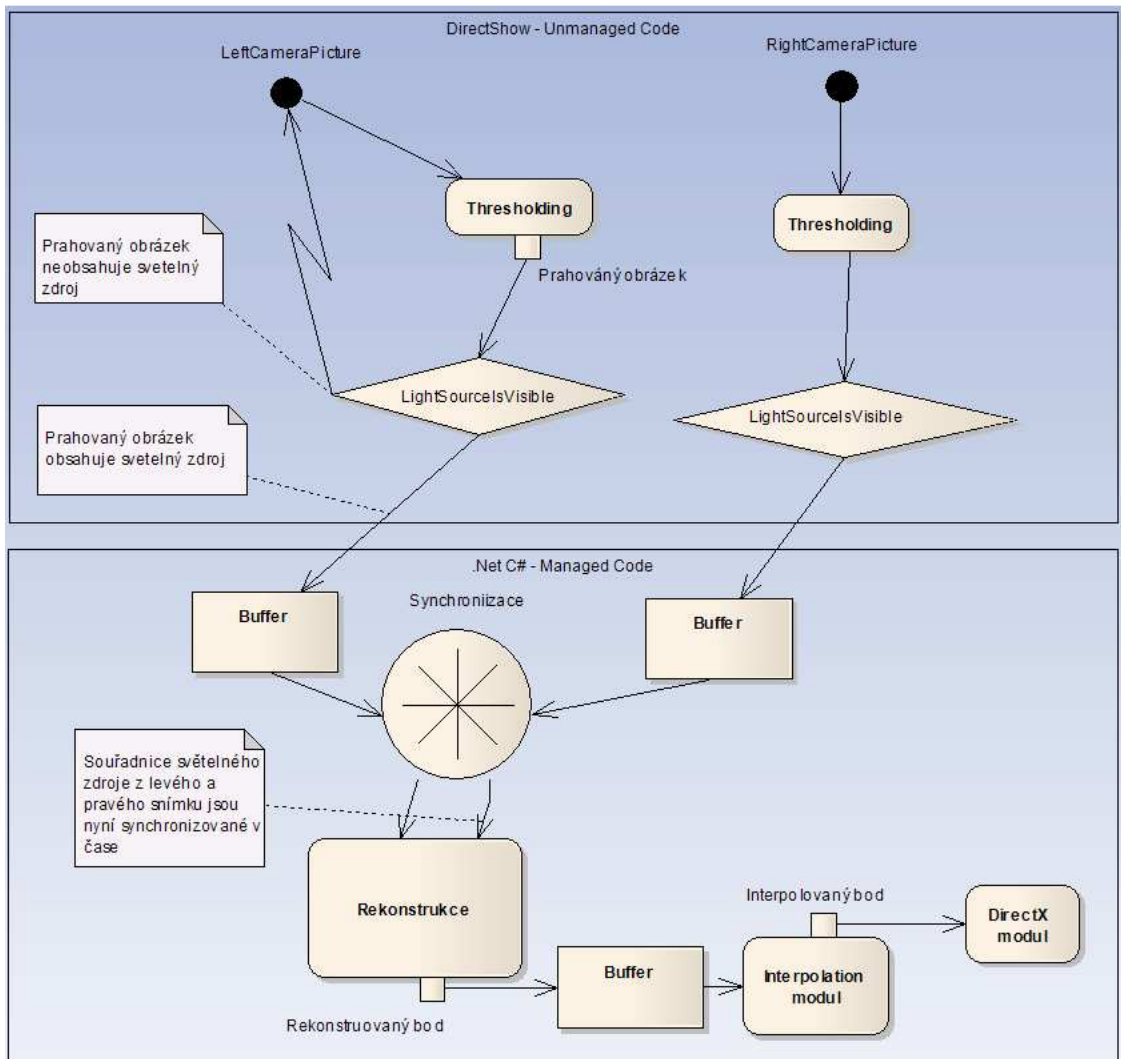 DirectShow - Unmanaged Code
LeftCameraPicture
RightCameraPicture
Thresholding
Thresholding
Prahovaný obrázek
neobsahuje svetelný
zdroj
Prahováný obrázek
LightSourceIsVisible
LightSourceIsVisible
Prahovaný obrázek
obsahuje svetelný zdroj
.Net C# - Managed Code
Synchroniizace
Buffer
Buffer
Souřadnice světelného
zdroje z levého a
pravého snímku jsou
nyní synchronizované v
čase
Rekonstrukce
Interpolovaný bod
DirectX
modul
Buffer
Interpolation
modul
Rekonstruovaný bod